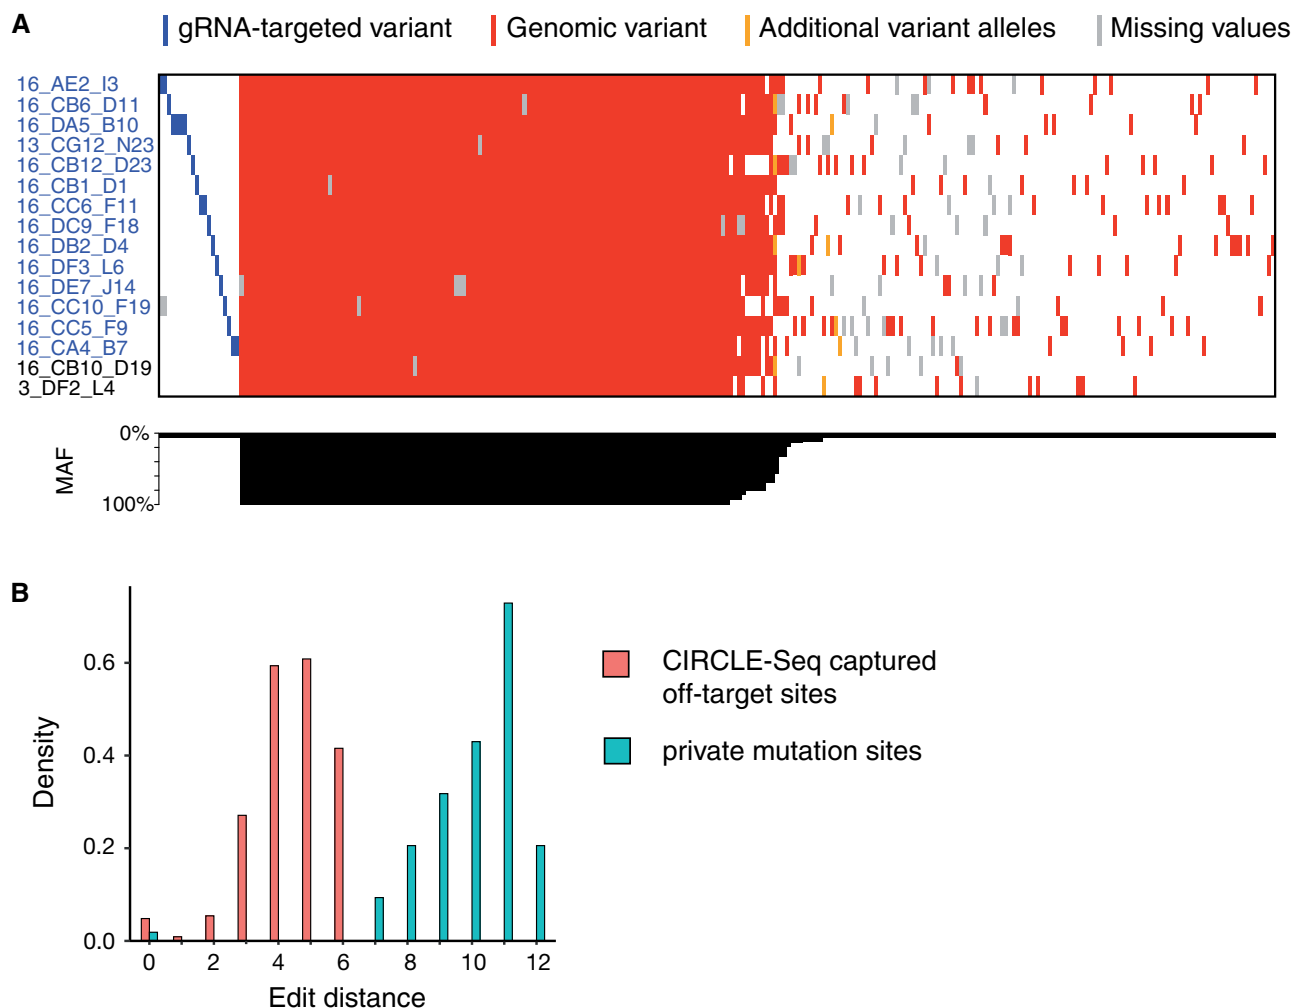 A
gRNA-targeted variant Genomic variant Additional variant alleles Missing values
16_AE2_I3
16_CB6_D11
16_DA5_B10
13_CG12_N23
16_CB12_D23
16_CB1_D1
16_CC6_F11
16_DC9_F18
16_DB2_D4
16_DF3_L6
16_DE7_J14
16_CC10_F19
16_CC5_F9
16_CA4_B7
16_CB10_D19
3_DF2_L4
0%
MAF
100%
B
0.6
0.4
0.2
0.0
Density
0 2 4 6 8 10 12
Edit distance
CIRCLE-Seq captured
off-target sites
private mutation sites